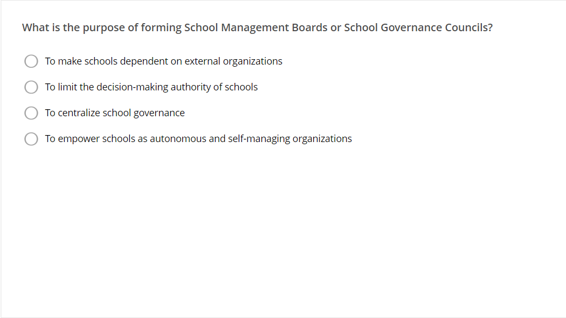 What is the purpose of forming School Management Boards or School Governance Councils?
To make schools dependent on external organizations
To limit the decision-making authority of schools
To centralize school governance
To empower schools as autonomous and self-managing organizations